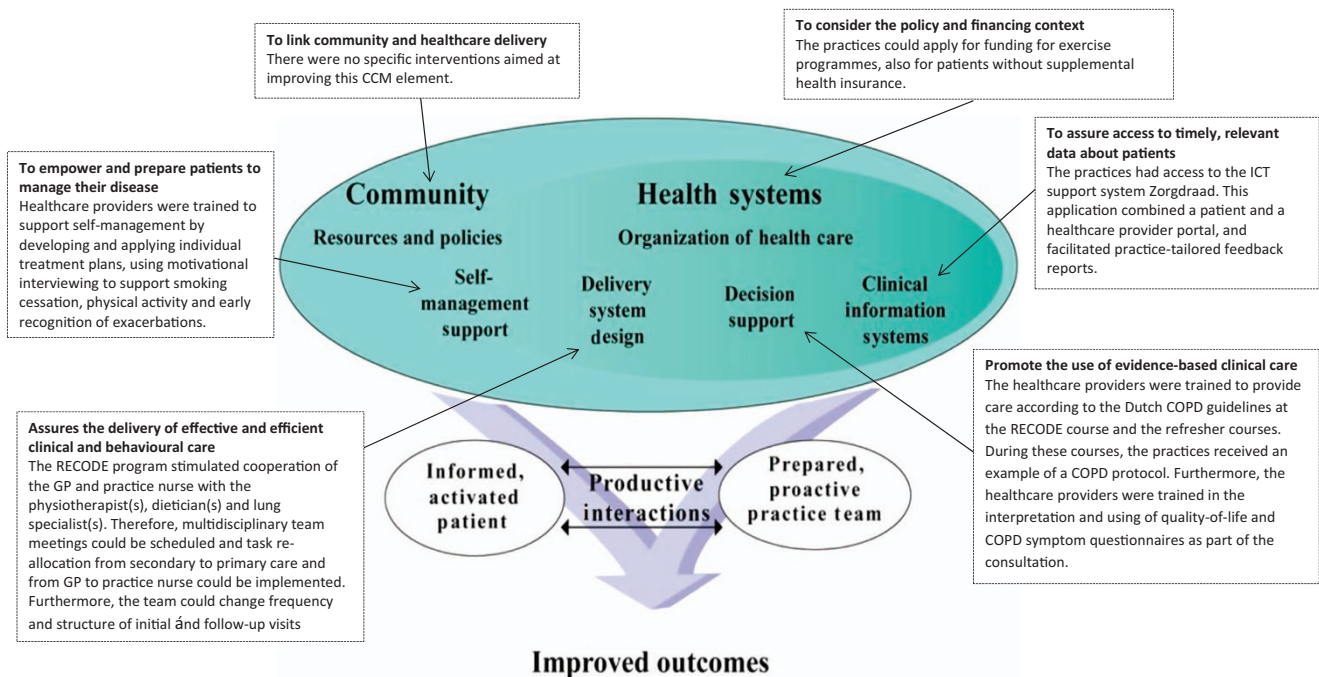 To link community and healthcare delivery
There were no specific interventions aimed at
improving this CCM element.
To consider the policy and financing context
The practices could apply for funding for exercise
programmes, also for patients without supplemental
health insurance.
To empower and prepare patients to
manage their disease
Healthcare providers were trained to
support self-management by
developing and applying individual
treatment plans, using motivational
interviewing to support smoking
cessation, physical activity and early
recognition of exacerbations.
Community
Resources and policies
Health systems
Organization of health care
Self-
management
support
Delivery
system
design
Decision
support
Clinical
information
systems
To assure access to timely, relevant
data about patients
The practices had access to the ICT
support system Zorgdraad. This
application combined a patient and a
healthcare provider portal, and
facilitated practice-tailored feedback
reports.
Assures the delivery of effective and efficient
clinical and behavioural care
The RECODE program stimulated cooperation of
the GP and practice nurse with the
physiotherapist(s), dietician(s) and lung
specialist(s). Therefore, multidisciplinary team
meetings could be scheduled and task re-
allocation from secondary to primary care and
from GP to practice nurse could be implemented.
Furthermore, the team could change frequency
and structure of initial ánd follow-up visits
Promote the use of evidence-based clinical care
The healthcare providers were trained to provide
care according to the Dutch COPD guidelines at
the RECODE course and the refresher courses.
During these courses, the practices received an
example of a COPD protocol. Furthermore, the
healthcare providers were trained in the
interpretation and using of quality-of-life and
COPD symptom questionnaires as part of the
consultation.
Informed,
activated
patient
Productive
interactions
Prepared,
proactive
practice team
Improved outcomes